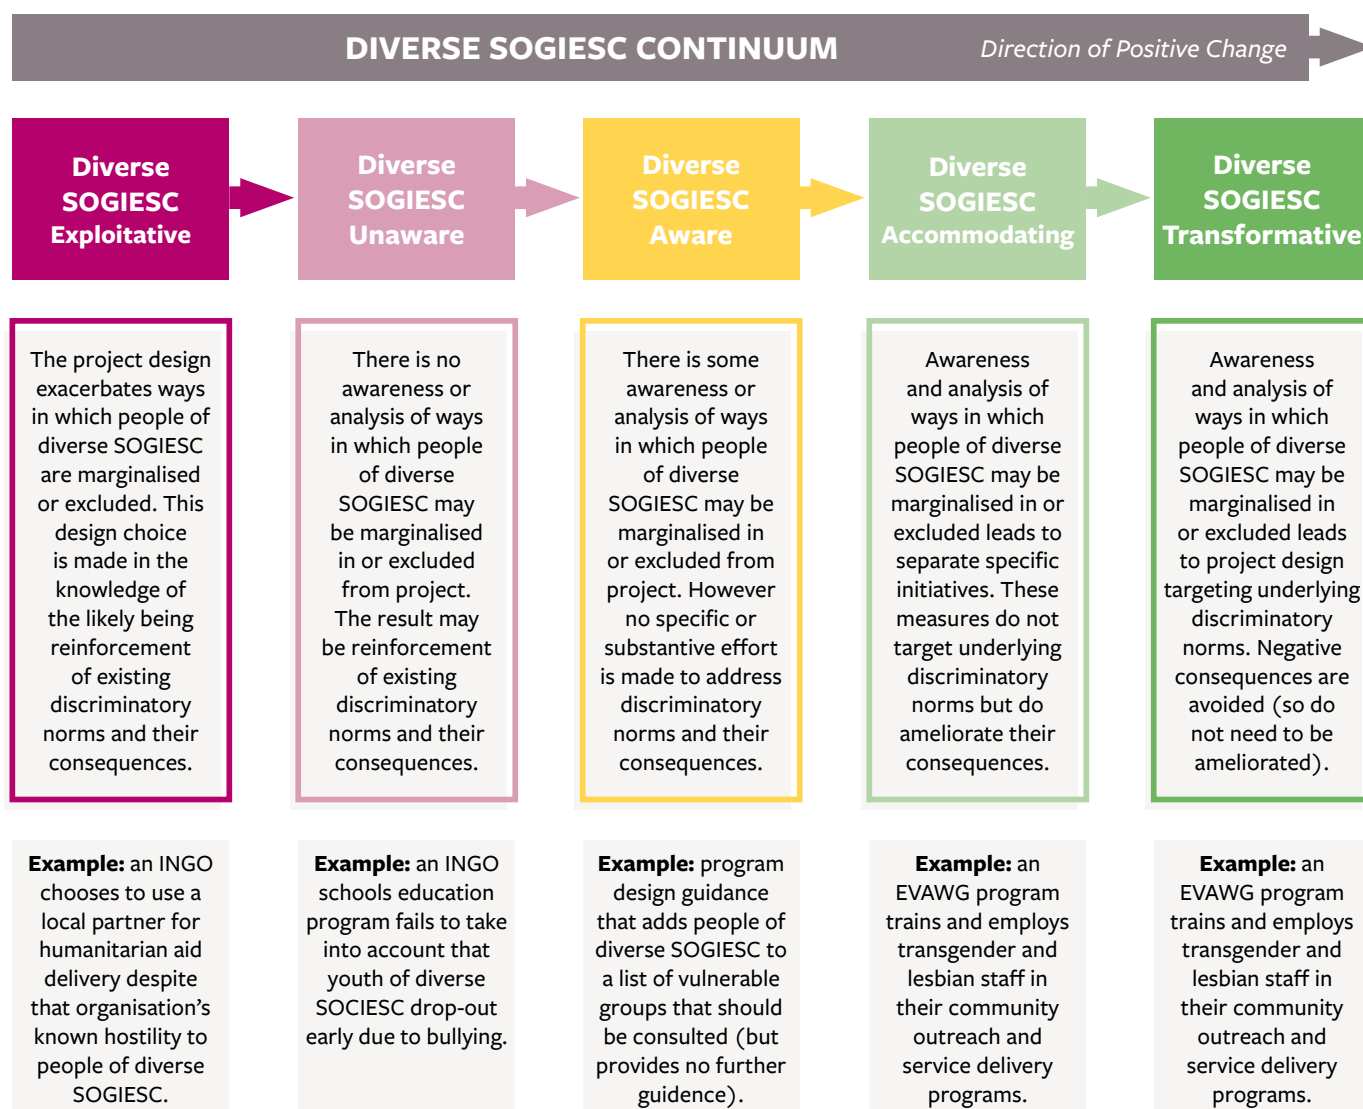 DIVERSE SOGIESC CONTINUUM
Direction of Positive Change
Diverse
SOGIESC
Exploitative
Diverse
SOGIESC
Unaware
Diverse
SOGIESC
Aware
Diverse
SOGIESC
Accommodating
Diverse
SOGIESC
Transformative
The project design
exacerbates ways
in which people of
diverse SOGIESC
are marginalised
or excluded. This
design choice
is made in the
knowledge of
the likely being
reinforcement
of existing
discriminatory
norms and their
consequences.
There is no
awareness or
analysis of ways
in which people
of diverse
SOGIESC may
be marginalised
in or excluded
from project.
The result may
be reinforcement
of existing
discriminatory
norms and their
consequences.
There is some
awareness or
analysis of ways
in which people
of diverse
SOGIESC may be
marginalised in
or excluded from
project. However
no specific or
substantive effort
is made to address
discriminatory
norms and their
consequences.
Awareness
and analysis of
ways in which
people of diverse
SOGIESC may be
marginalised in or
excluded leads to
separate specific
initiatives. These
measures do not
target underlying
discriminatory
norms but do
ameliorate their
consequences.
Awareness
and analysis of
ways in which
people of diverse
SOGIESC may be
marginalised in
or excluded leads
to project design
targeting underlying
discriminatory
norms. Negative
consequences are
avoided (so do
not need to be
ameliorated).
Example: an INGO
chooses to use a
local partner for
humanitarian aid
delivery despite
that organisation's
known hostility to
people of diverse
SOGIESC.
Example: an INGO
schools education
program fails to take
into account that
youth of diverse
SOCIESC drop-out
early due to bullying.
Example: program
design guidance
that adds people of
diverse SOGIESC to
a list of vulnerable
groups that should
be consulted (but
provides no further
guidance).
Example: an
EVAWG program
trains and employs
transgender and
lesbian staff in
their community
outreach and
service delivery
programs.
Example: an
EVAWG program
trains and employs
transgender and
lesbian staff in
their community
outreach and
service delivery
programs.